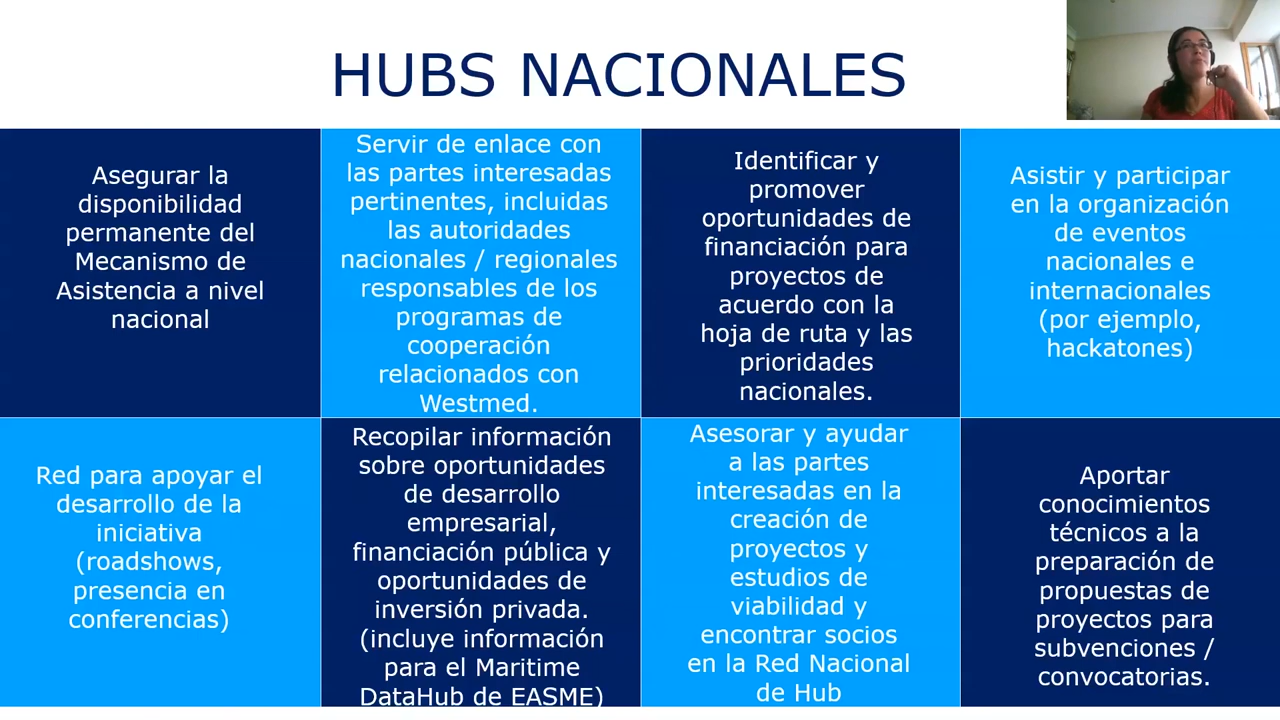 HUBS NACIONALES
Asegurar la
disponibilidad
permanente del
Mecanismo de
Asistencia a nivel
nacional
Servir de enlace con
las partes interesadas
pertinentes, incluidas
las autoridades
nacionales / regionales
responsables de los
programas de
cooperación
relacionados con
Westmed.
Identificar y
promover
oportunidades de
financiación para
proyectos de
acuerdo con la
hoja de ruta y las
prioridades
nacionales.
Asistir y participar
en la organización
de eventos
nacionales e
internacionales
(por ejemplo,
hackatones)
Red para apoyar el
desarrollo de la
iniciativa
(roadshows,
presencia en
conferencias)
Recopilar información
sobre oportunidades
de desarrollo
empresarial,
financiación pública y
oportunidades de
inversión privada.
(incluye información
para el Maritime
DataHub de EASME)
Asesorar y ayudar
a las partes
interesadas en la
creación de
proyectos y
estudios de
viabilidad y
encontrar socios
en la Red Nacional
de Hub
Aportar
conocimientos
técnicos a la
preparación de
propuestas de
proyectos para
subvenciones /
convocatorias.